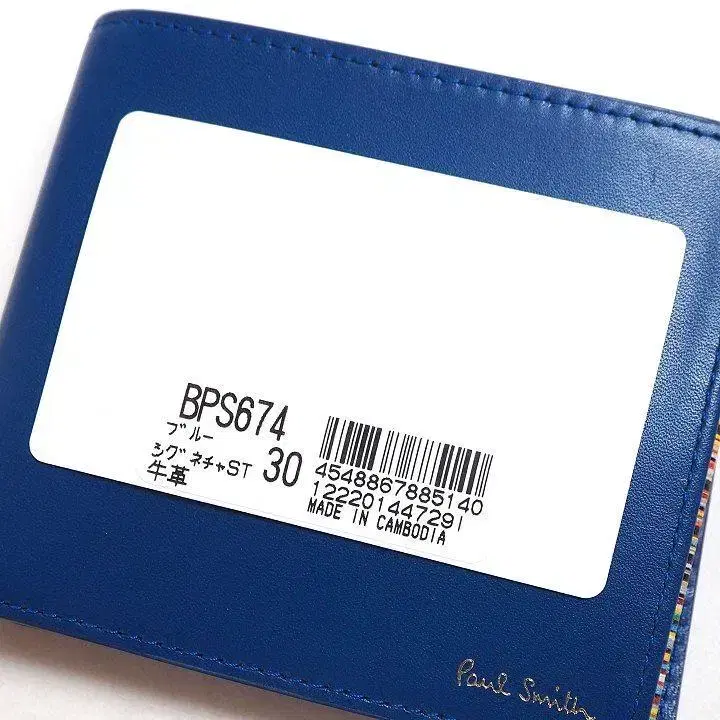 BPS674
ブルー
シグネチャST 30
牛革
4548867885140
122201447291
MADE IN CAMBODIA
Paul Smith